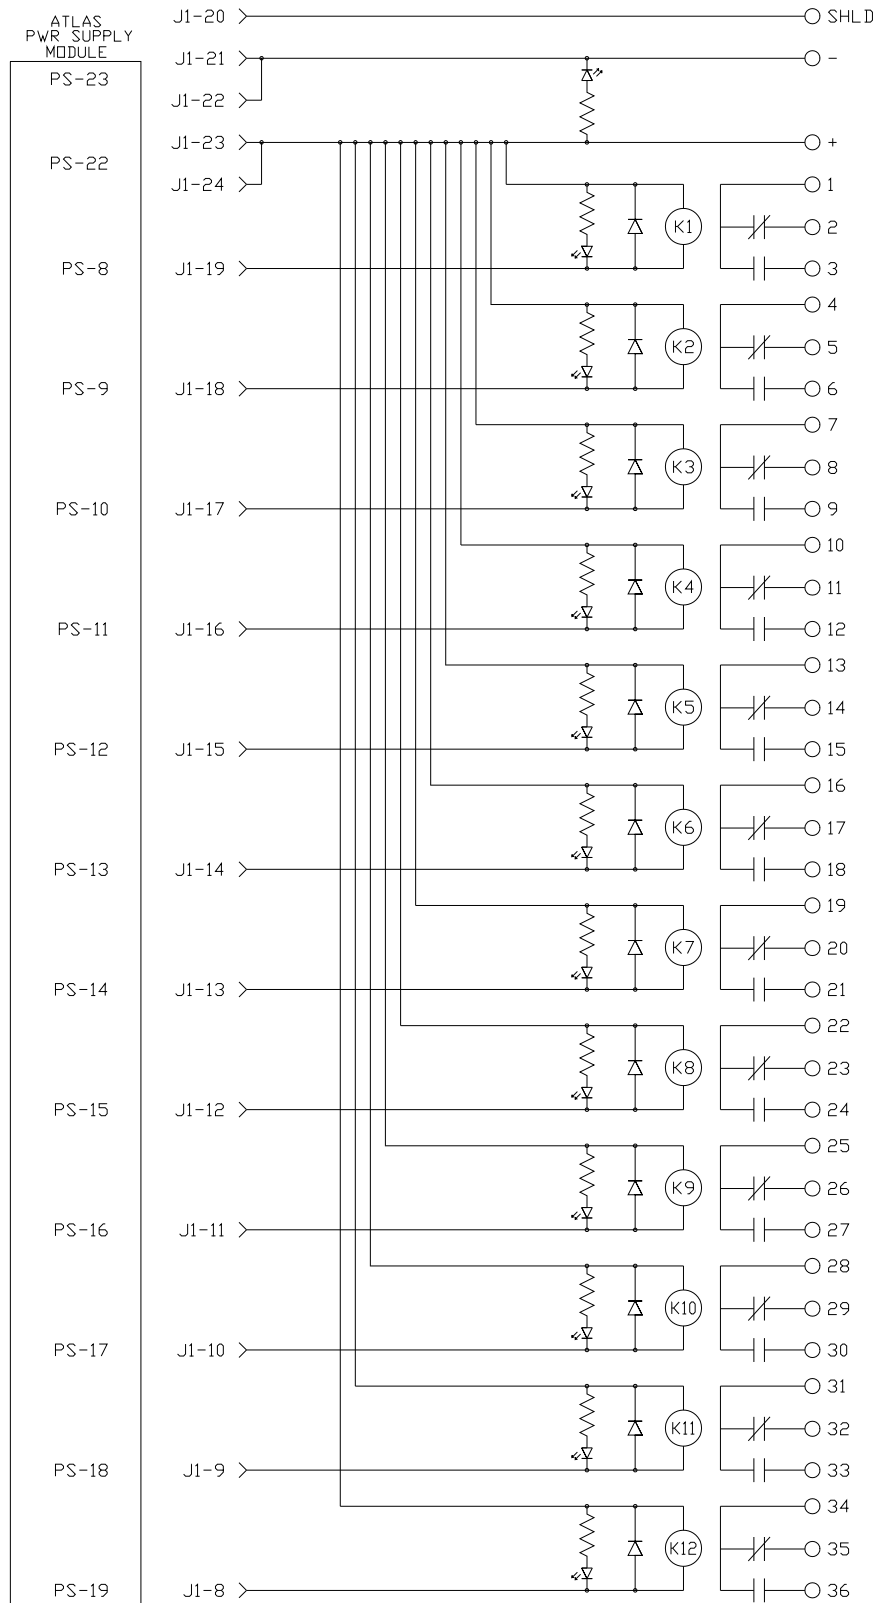 ATLAS
PWR SUPPLY
MODULE
J1-20 SHLD
J1-21 -
PS-23
J1-22
J1-23 +
PS-22
J1-24 1
K1 2
PS-8 J1-19 3
4
K2 5
PS-9 J1-18 6
7
K3 8
PS-10 J1-17 9
10
K4 11
PS-11 J1-16 12
13
K5 14
PS-12 J1-15 15
16
K6 17
PS-13 J1-14 18
19
K7 20
PS-14 J1-13 21
22
K8 23
PS-15 J1-12 24
25
K9 26
PS-16 J1-11 27
28
K10 29
PS-17 J1-10 30
31
K11 32
PS-18 J1-9 33
34
K12 35
PS-19 J1-8 36